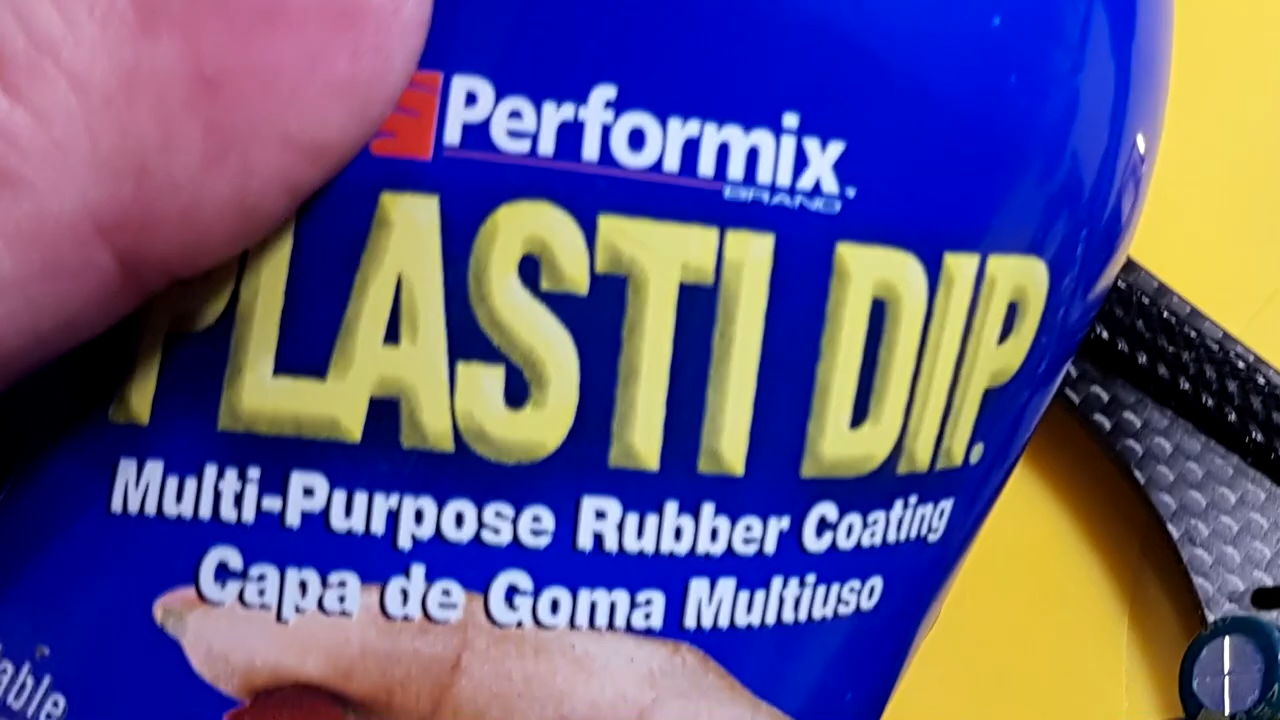 Performix
BRAND
PLASTI DIP.
Multi-Purpose Rubber Coating
Capa de Goma Multiuso